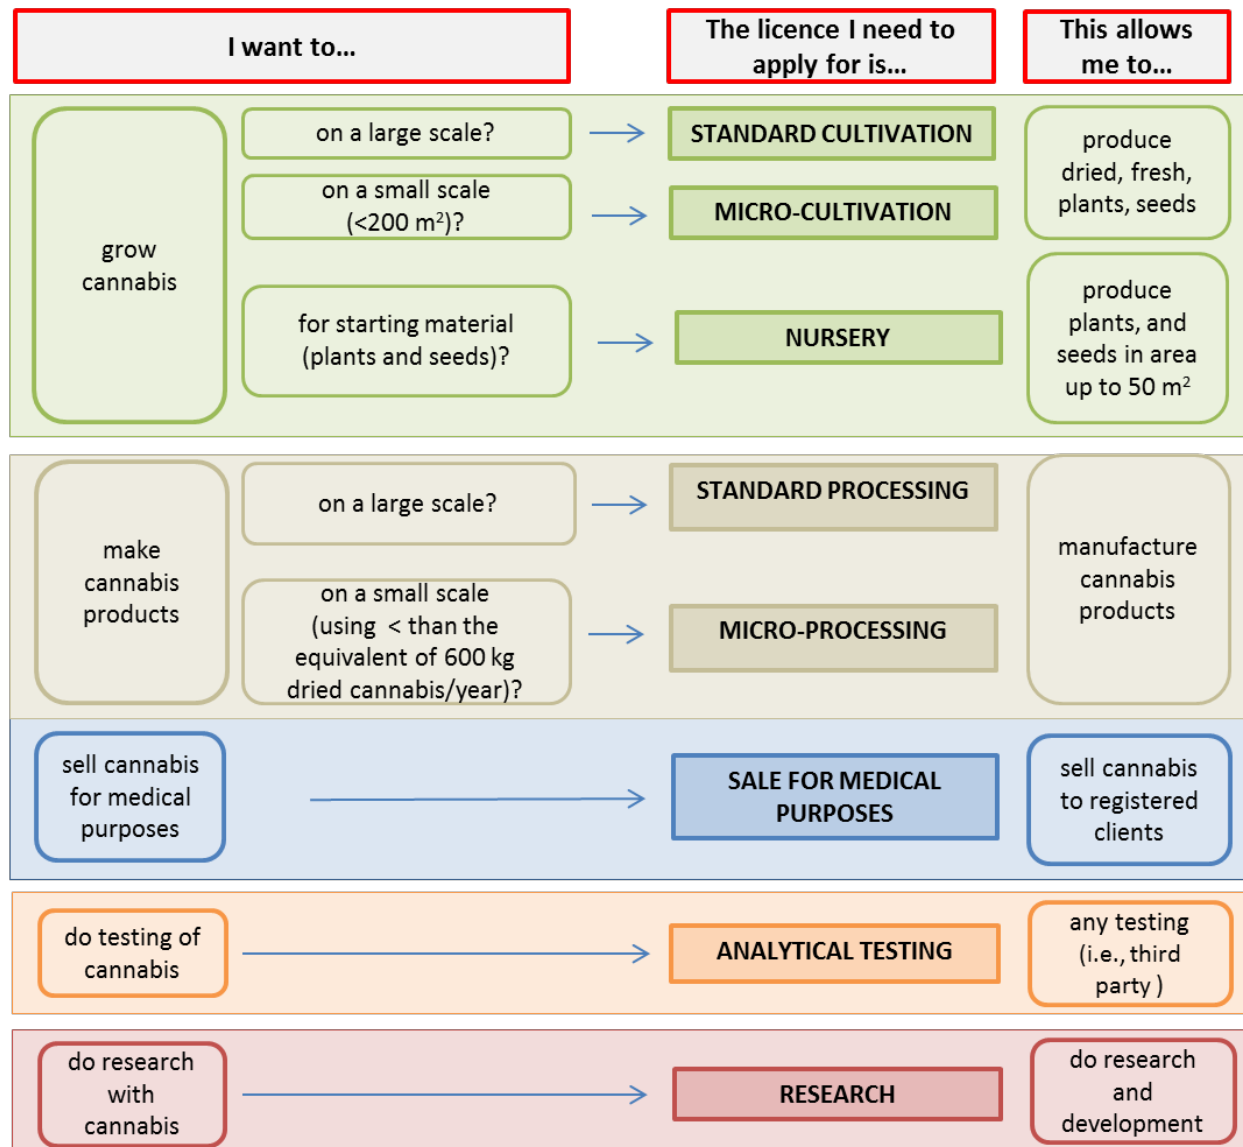 I want to...
The licence I need to
apply for is...
This allows
me to...
grow
cannabis
on a large scale?
STANDARD CULTIVATION
on a small scale
(<200 m²)?
MICRO-CULTIVATION
produce
dried, fresh,
plants, seeds
for starting material
(plants and seeds)?
NURSERY
produce
plants, and
seeds in area
up to 50 m²
make
cannabis
products
on a large scale?
STANDARD PROCESSING
on a small scale
(using < than the
equivalent of 600 kg
dried cannabis/year)?
MICRO-PROCESSING
manufacture
cannabis
products
sell cannabis
for medical
purposes
SALE FOR MEDICAL
PURPOSES
sell cannabis
to registered
clients
do testing of
cannabis
ANALYTICAL TESTING
any testing
(i.e., third
party )
do research
with
cannabis
RESEARCH
do research
and
development